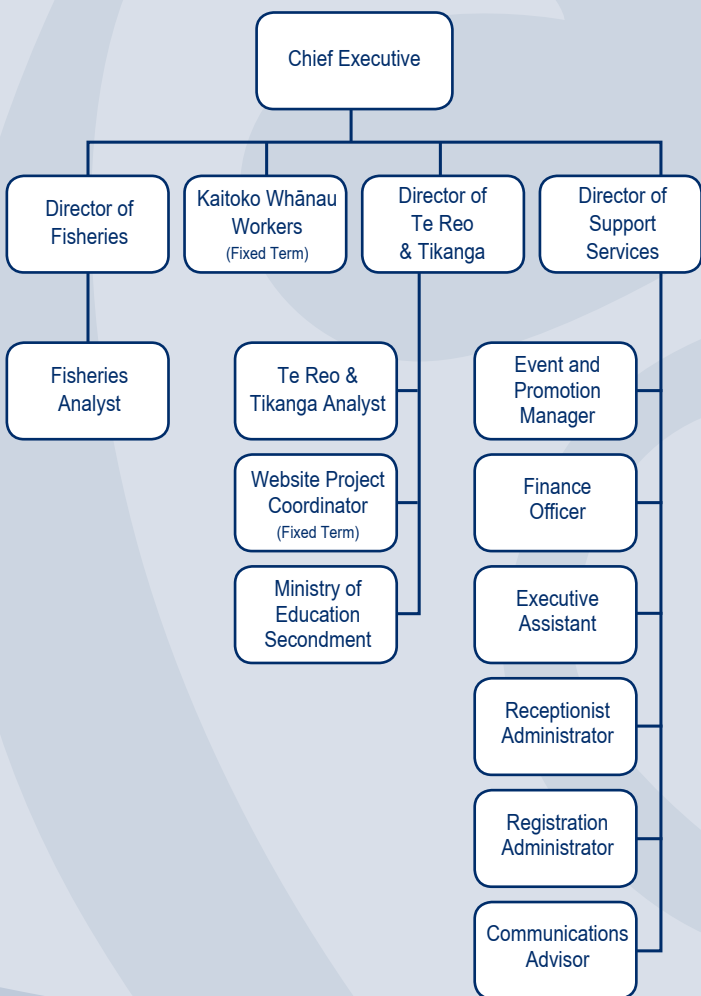 Chief Executive
Director of
Fisheries
Kaitoko Whānau
Workers
(Fixed Term)
Director of
Te Reo
& Tikanga
Director of
Support
Services
Fisheries
Analyst
Te Reo &
Tikanga Analyst
Website Project
Coordinator
(Fixed Term)
Ministry of
Education
Secondment
Event and
Promotion
Manager
Finance
Officer
Executive
Assistant
Receptionist
Administrator
Registration
Administrator
Communications
Advisor